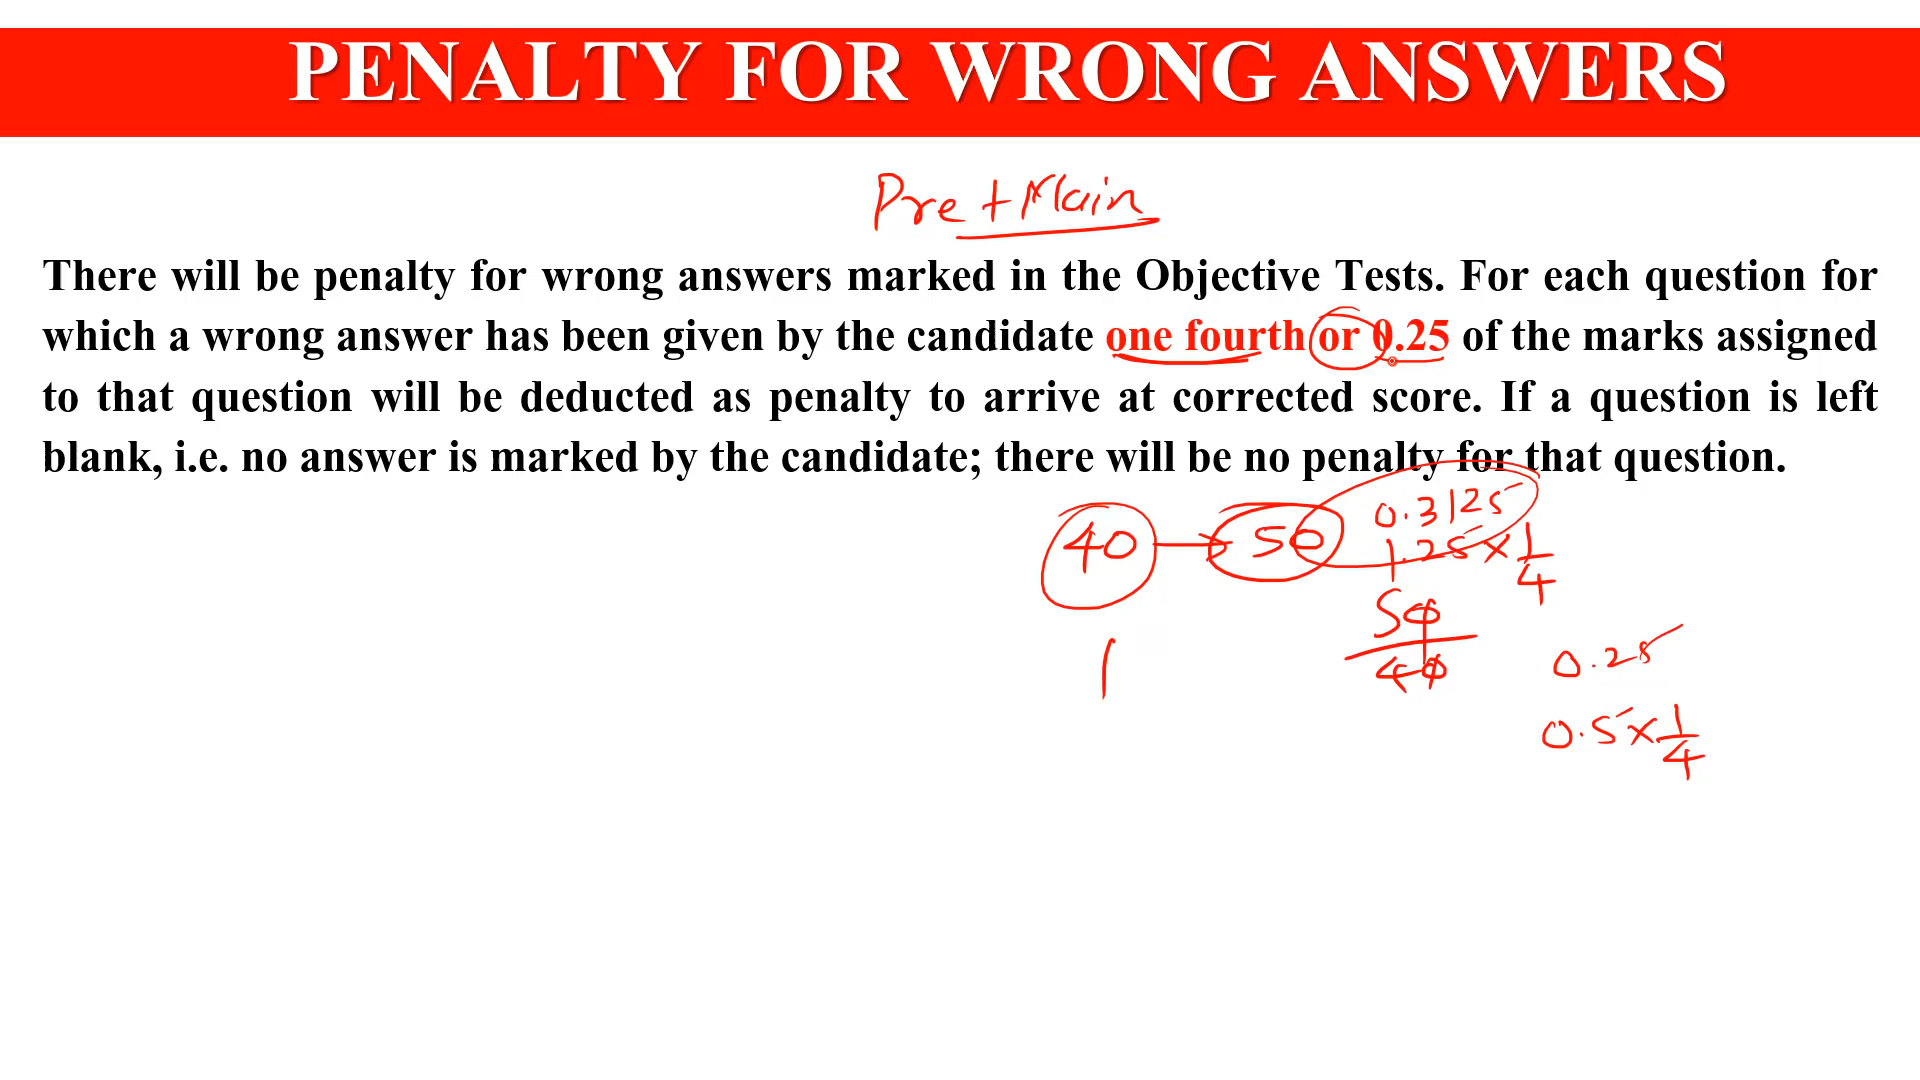 PENALTY FOR WRONG ANSWERS
Pre + Main
There will be penalty for wrong answers marked in the Objective Tests. For each question for
which a wrong answer has been given by the candidate one fourth or 0.25 of the marks assigned
to that question will be deducted as penalty to arrive at corrected score. If a question is left
blank, i.e. no answer is marked by the candidate; there will be no penalty for that question.
0.3125
40 → 50 1.25 × 1/4
50/40
0.25
0.5 × 1/4